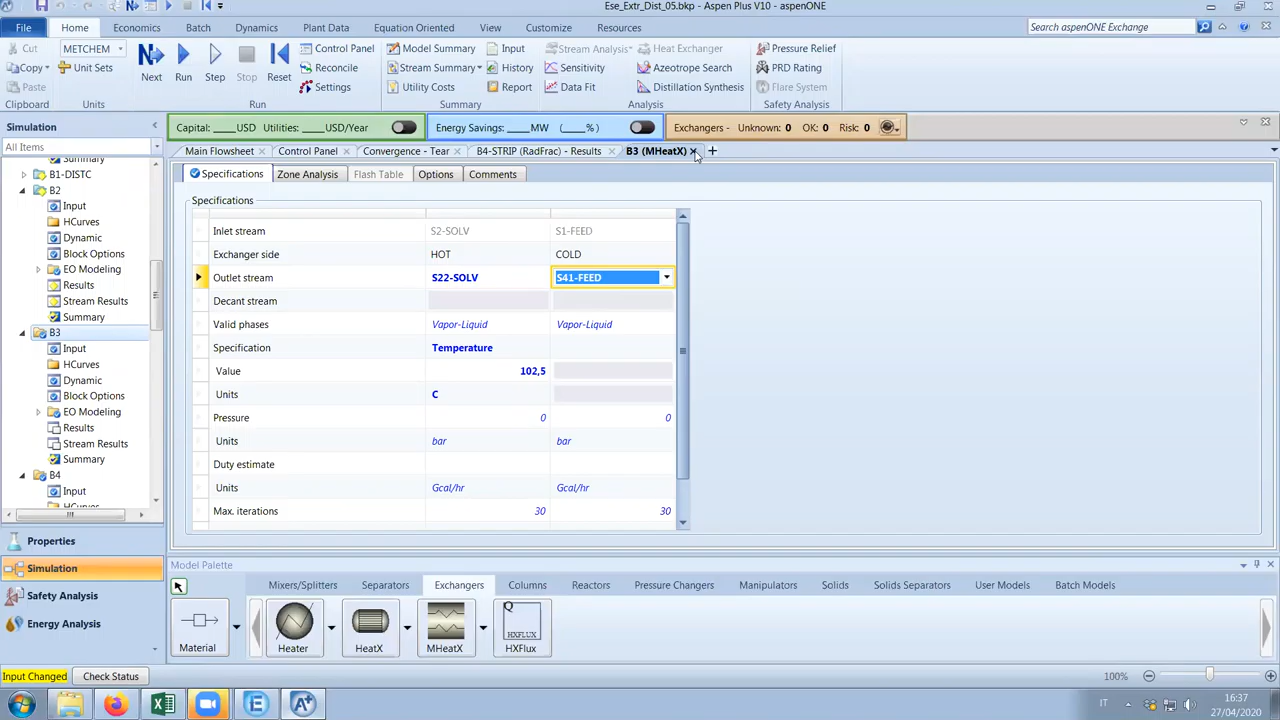 Ese_Extr_Dist_05.bkp - Aspen Plus V10 - aspenONE
File Home Economics Batch Dynamics Plant Data Equation Oriented View Customize Resources Search aspenONE Exchange
Cut METCHEM Control Panel Model Summary Input Stream Analysis Heat Exchanger Pressure Relief
Copy Unit Sets Next Run Step Stop Reset Reconcile Stream Summary History Sensitivity Azeotrope Search PRD Rating
Paste Settings Utility Costs Report Data Fit Distillation Synthesis Flare System
Clipboard Units Run Summary Analysis Safety Analysis
Simulation Capital: ____USD Utilities: ____USD/Year Energy Savings: ____MW (____%) Exchangers - Unknown: 0 OK: 0 Risk: 0
All Items Main Flowsheet Control Panel Convergence - Tear B4-STRIP (RadFrac) - Results B3 (MHeatX)
Summary
B1-DISTC
B2
Input
HCurves
Dynamic
Block Options
EO Modeling
Results
Stream Results
Summary
B3
Input
HCurves
Dynamic
Block Options
EO Modeling
Results
Stream Results
Summary
B4
Input
HCurves
Properties
Simulation
Safety Analysis
Energy Analysis
Specifications Zone Analysis Flash Table Options Comments
Specifications
Inlet stream S2-SOLV S1-FEED
Exchanger side HOT COLD
Outlet stream S22-SOLV S41-FEED
Decant stream
Valid phases Vapor-Liquid Vapor-Liquid
Specification Temperature
Value 102,5
Units C
Pressure 0 0
Units bar bar
Duty estimate
Units Gcal/hr Gcal/hr
Max. iterations 30 30
Model Palette
Mixers/Splitters Separators Exchangers Columns Reactors Pressure Changers Manipulators Solids Solids Separators User Models Batch Models
Q
HXFLUX
Material Heater HeatX MHeatX HXFlux
Input Changed Check Status 100%
IT 16:37
27/04/2020